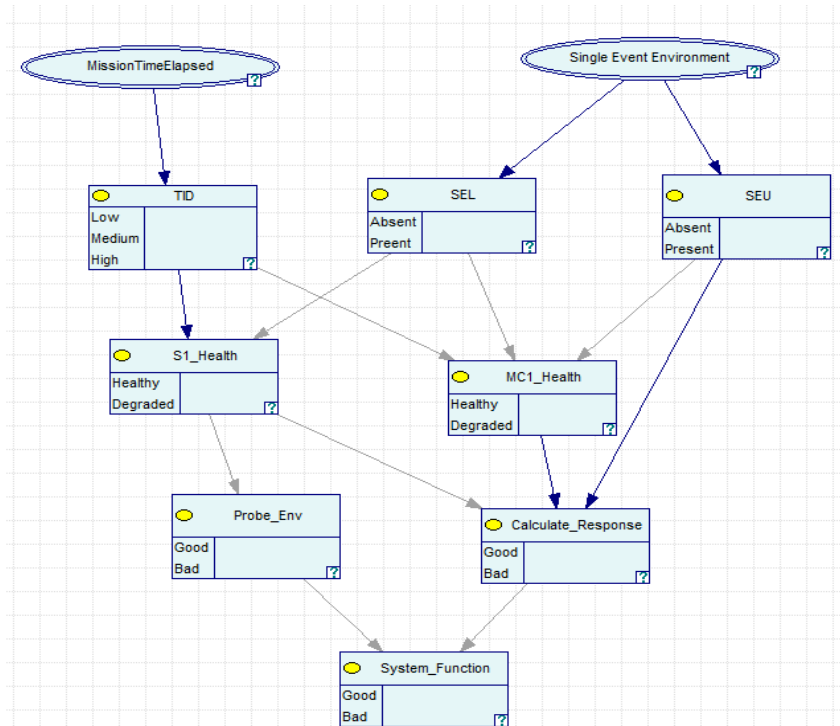 MissionTimeElapsed
?
Single Event Environment
?
TID
Low
Medium
High
?
SEL
Absent
Preent
?
SEU
Absent
Present
?
S1_Health
Healthy
Degraded
?
MC1_Health
Healthy
Degraded
?
Probe_Env
Good
Bad
?
Calculate_Response
Good
Bad
?
System_Function
Good
Bad
?